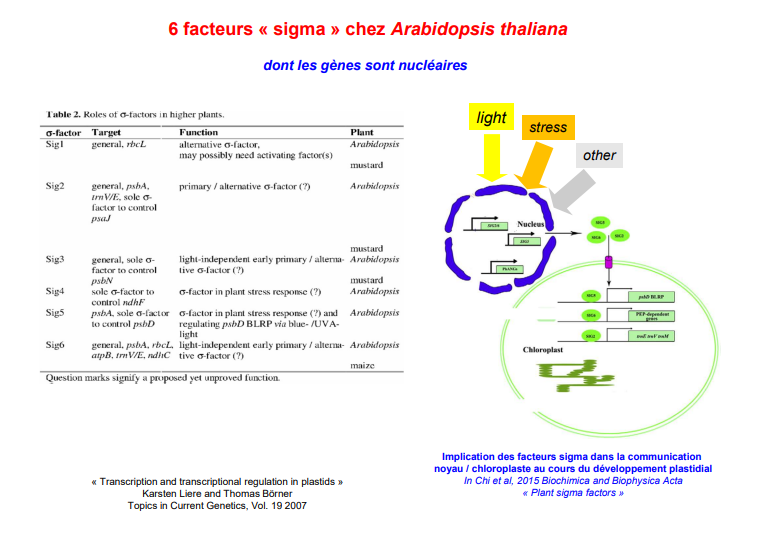 6 facteurs « sigma » chez Arabidopsis thaliana
dont les gènes sont nucléaires
Table 2. Roles of σ-factors in higher plants.
σ-factor Target Function Plant
Sig1 general, rbcL alternative σ-factor, Arabidopsis
may possibly need activating factor(s)
mustard
Sig2 general, psbA, primary / alternative σ-factor (?) Arabidopsis
trnV/E, sole σ-
factor to control
psaJ
mustard
Sig3 general, sole σ- light-independent early primary / alterna- Arabidopsis
factor to control tive σ-factor (?)
psbN mustard
Sig4 sole σ-factor to σ-factor in plant stress response (?) Arabidopsis
control ndhF
Sig5 psbA, sole σ-factor σ-factor in plant stress response (?) and Arabidopsis
to control psbD regulating psbD BLRP via blue- /UVA-
light
Sig6 general, psbA, rbcL, light-independent early primary / alterna- Arabidopsis
atpB, trnV/E, ndhC tive σ-factor (?)
maize
Question marks signify a proposed yet unproved function.
« Transcription and transcriptional regulation in plastids »
Karsten Liere and Thomas Börner
Topics in Current Genetics, Vol. 19 2007
light
stress
other
Nucleus
SIG5
SIG6
SIG2
SIG5
psbD BLRP
SIG6
PEP-dependent
genes
SIG2
trnE trnV trnM
Chloroplast
Implication des facteurs sigma dans la communication
noyau / chloroplaste au cours du développement plastidial
In Chi et al, 2015 Biochimica and Biophysica Acta
« Plant sigma factors »